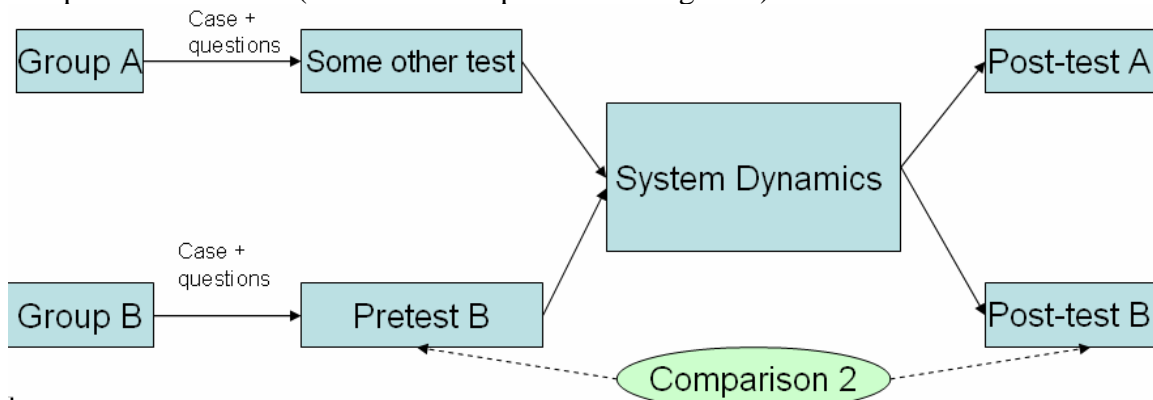 Case +
questions
Group A
Some other test
Post-test A
System Dynamics
Case +
questions
Group B
Pretest B
Post-test B
Comparison 2